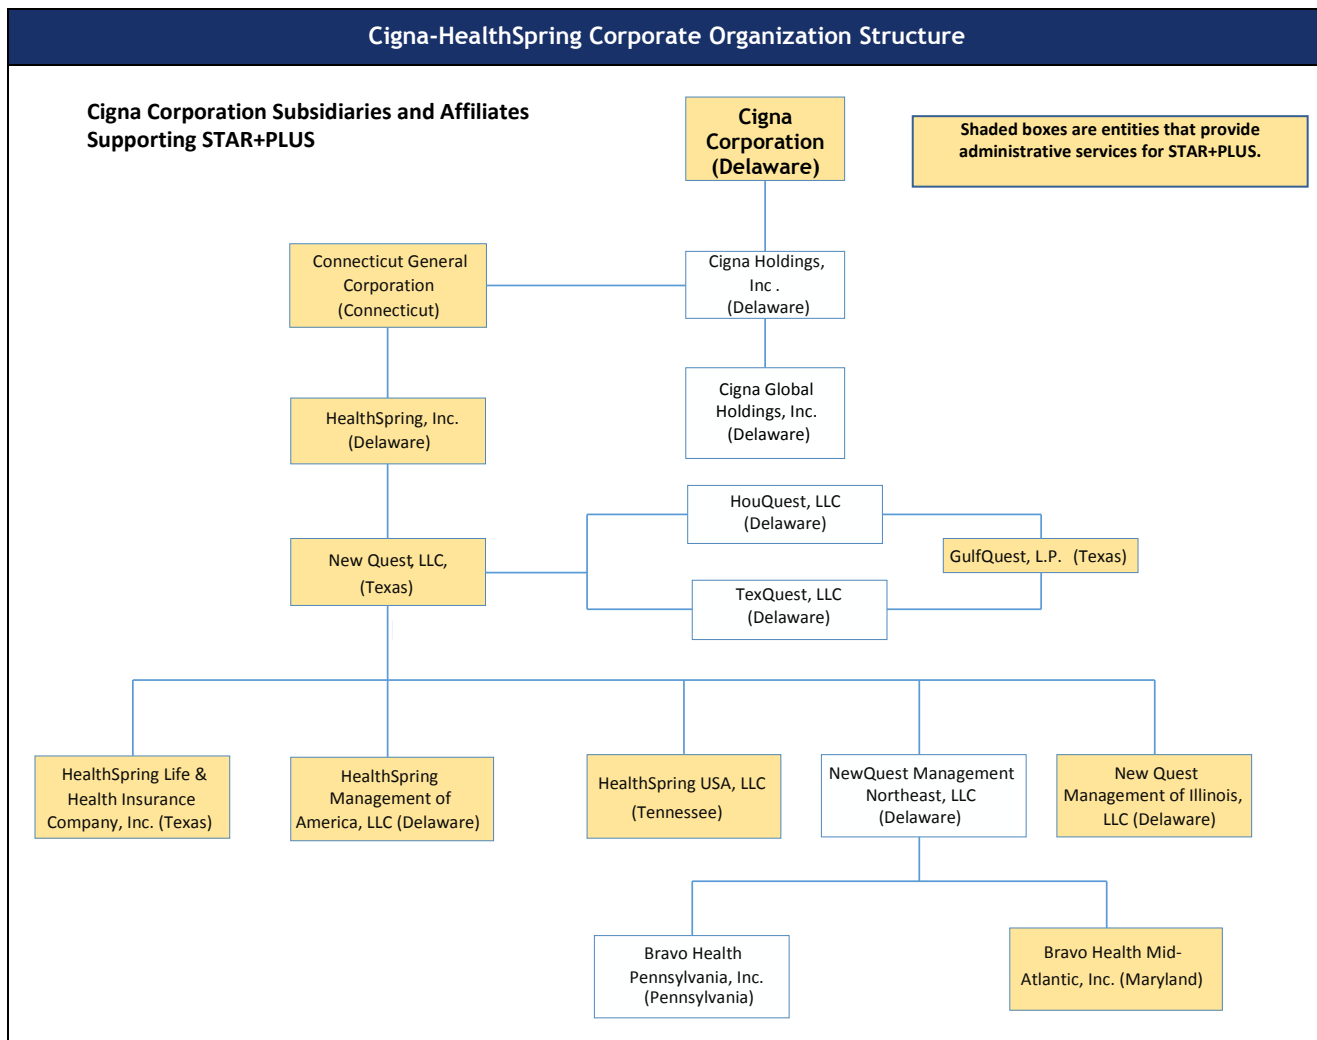 Cigna-HealthSpring Corporate Organization Structure
Cigna Corporation Subsidiaries and Affiliates
Supporting STAR+PLUS
Cigna
Corporation
(Delaware)
Shaded boxes are entities that provide
administrative services for STAR+PLUS.
Connecticut General
Corporation
(Connecticut)
Cigna Holdings,
Inc .
(Delaware)
Cigna Global
Holdings, Inc.
(Delaware)
HealthSpring, Inc.
(Delaware)
HouQuest, LLC
(Delaware)
New Quest, LLC,
(Texas)
GulfQuest, L.P. (Texas)
TexQuest, LLC
(Delaware)
HealthSpring Life &
Health Insurance
Company, Inc. (Texas)
HealthSpring
Management of
America, LLC (Delaware)
HealthSpring USA, LLC
(Tennessee)
NewQuest Management
Northeast, LLC
(Delaware)
New Quest
Management of Illinois,
LLC (Delaware)
Bravo Health
Pennsylvania, Inc.
(Pennsylvania)
Bravo Health Mid-
Atlantic, Inc. (Maryland)